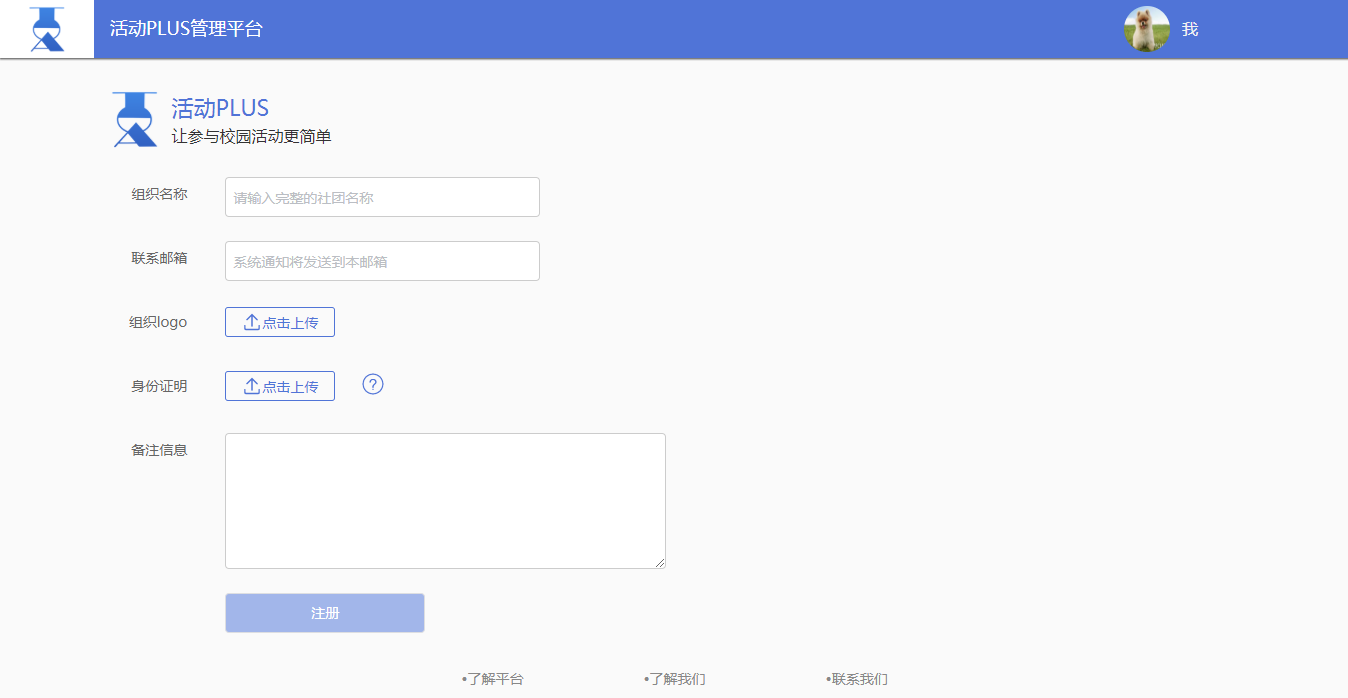 活动PLUS管理平台
我
活动PLUS
让参与校园活动更简单
组织名称
请输入完整的社团名称
联系邮箱
系统通知将发送到本邮箱
组织logo
点击上传
身份证明
点击上传
?
备注信息
注册
•了解平台 •了解我们 •联系我们